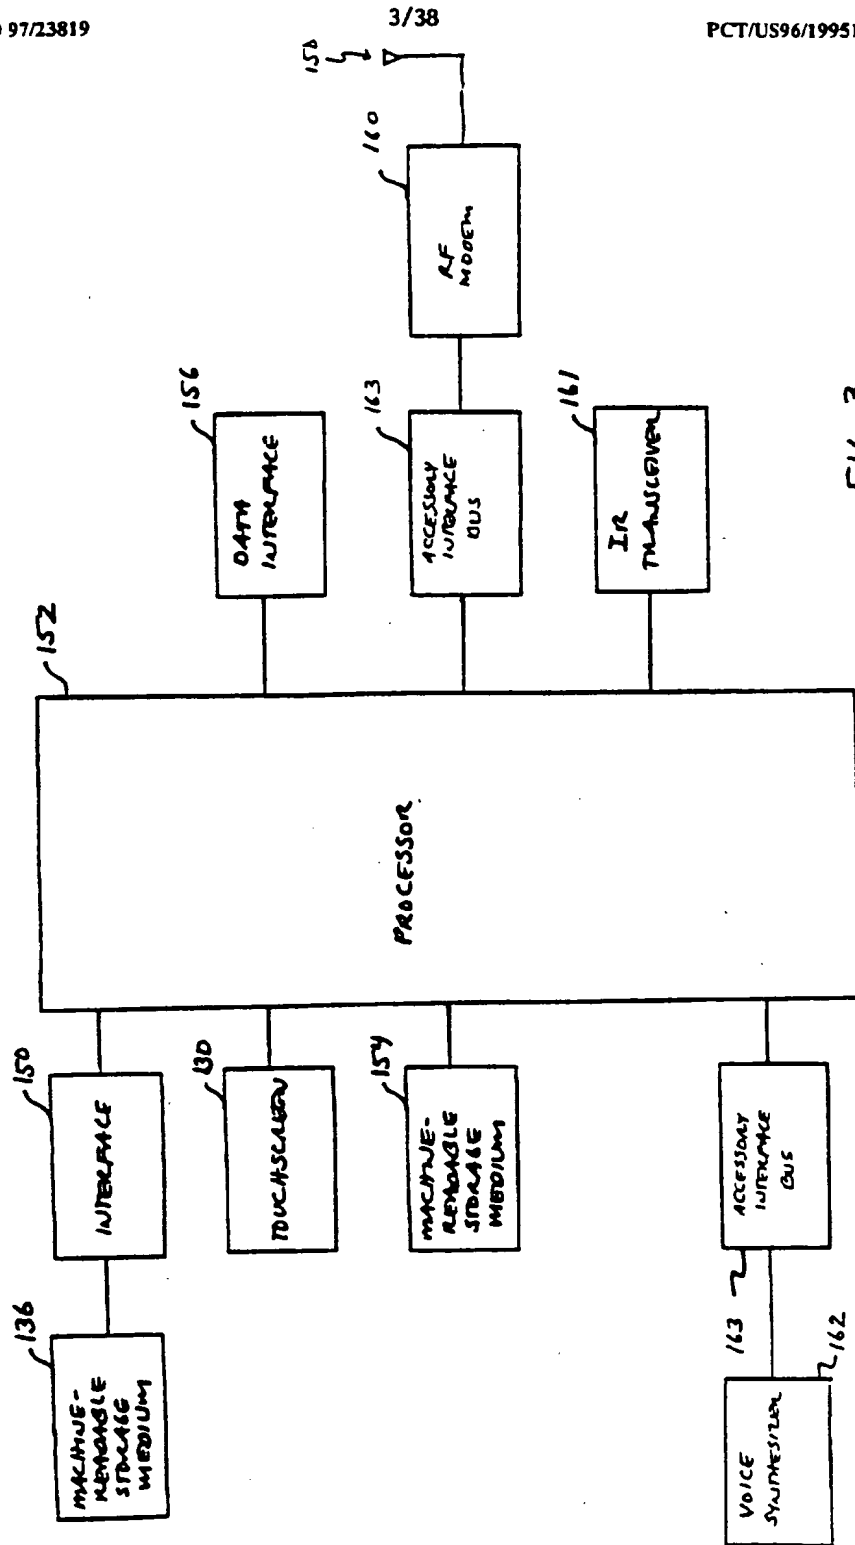 97/23819
3/38
PCT/US96/19951
150
INTERFACE
136
MACHINE-
READABLE
STORAGE
MEDIUM
130
TOUCHSCREEN
154
MACHINE-
READABLE
STORAGE
MEDIUM
163
ACCESSORY
INTERFACE
BUS
162
VOICE
SYNTHESIZER
152
PROCESSOR
156
DATA
INTERFACE
163
ACCESSORY
INTERFACE
BUS
160
RF
MODEM
161
IR
TRANSCEIVER